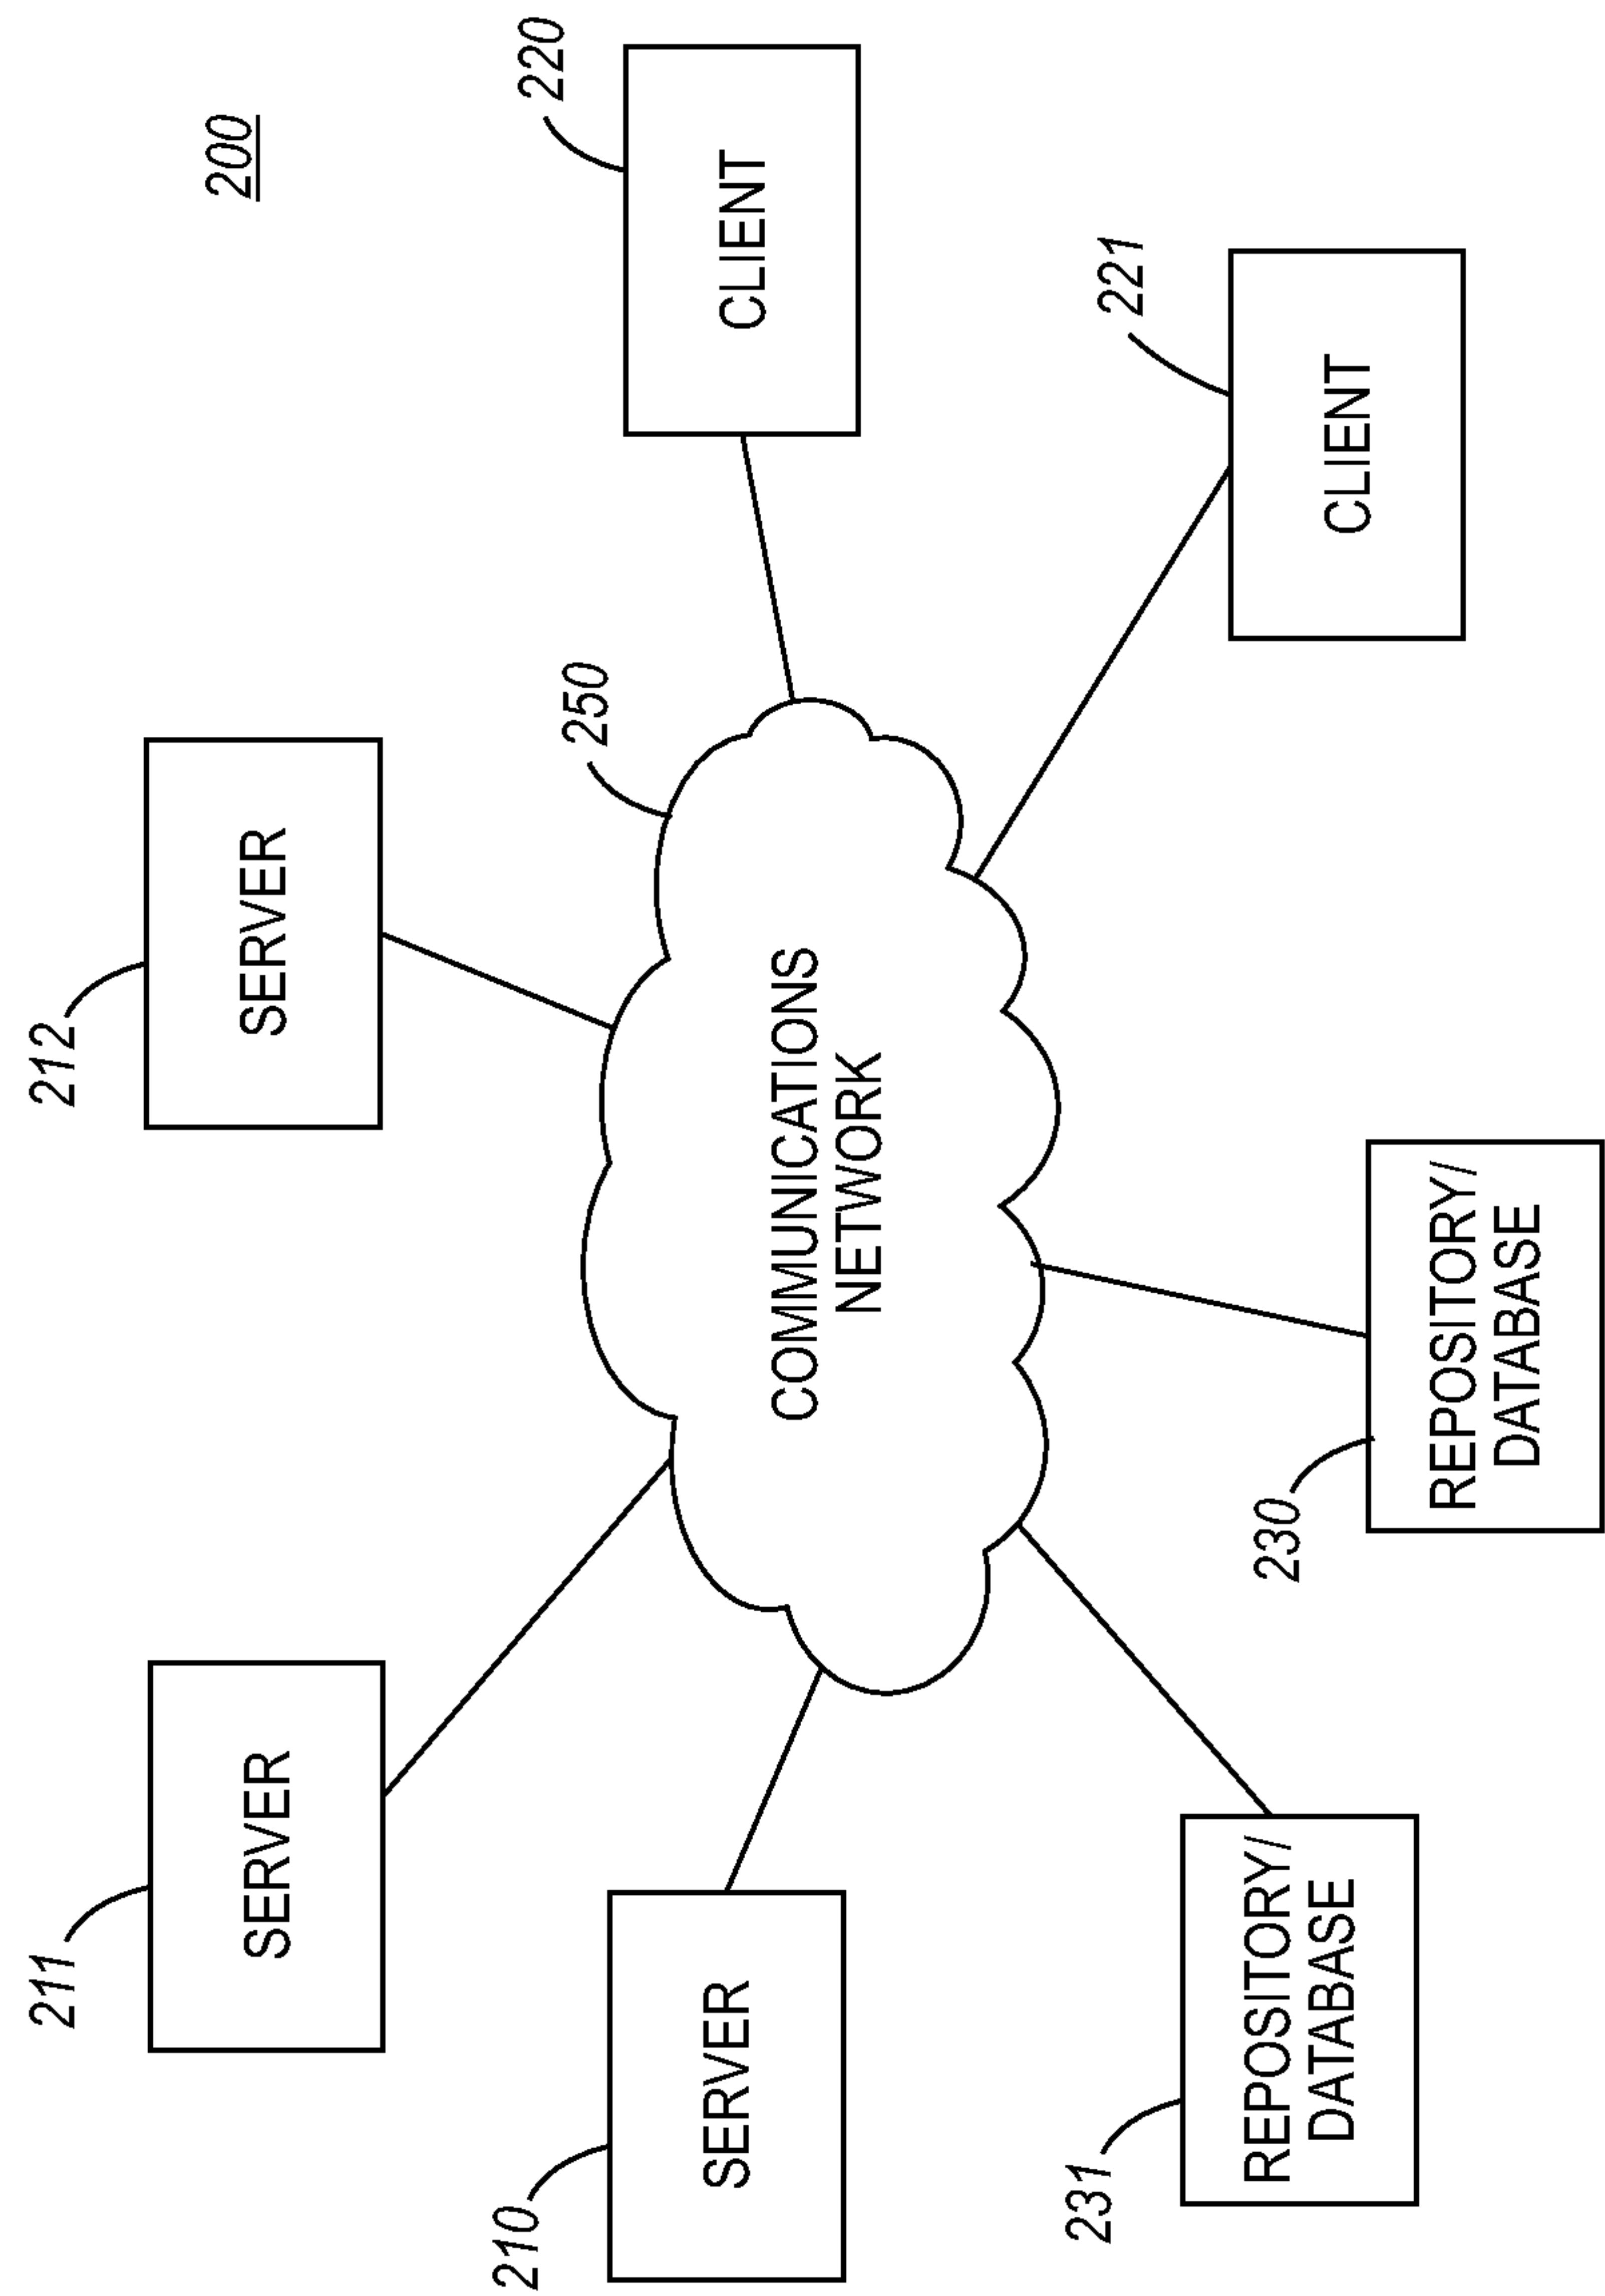 211
212
200
SERVER
SERVER
210
250
220
SERVER
CLIENT
COMMUNICATIONS
NETWORK
231
221
REPOSITORY/
DATABASE
230
CLIENT
REPOSITORY/
DATABASE